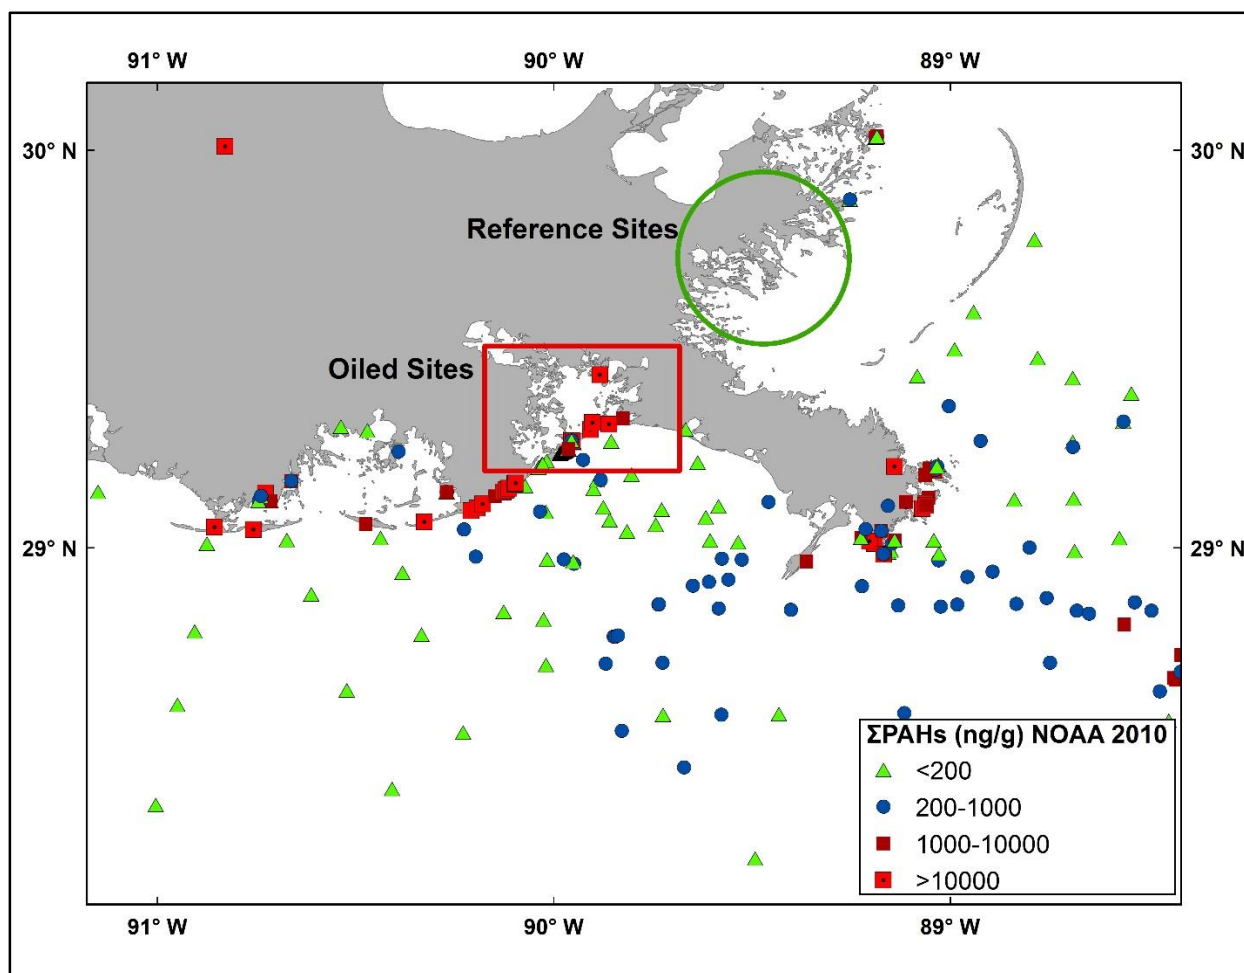 91° W 90° W 89° W
30° N 30° N
Reference Sites
Oiled Sites
29° N 29° N
ΣPAHs (ng/g) NOAA 2010
<200
200-1000
1000-10000
>10000
91° W 90° W 89° W